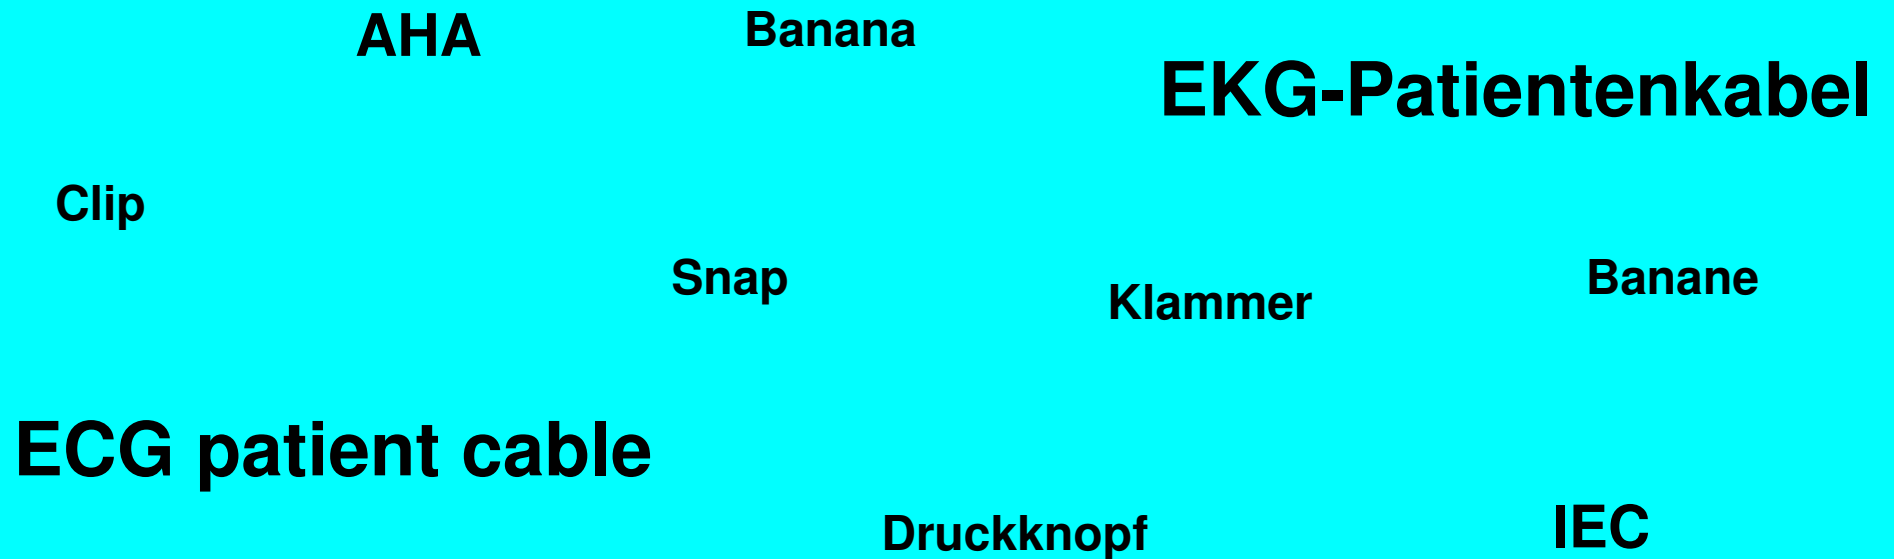 AHA
Banana
EKG-Patientenkabel
Clip
Snap
Klammer
Banane
ECG patient cable
Druckknopf
IEC